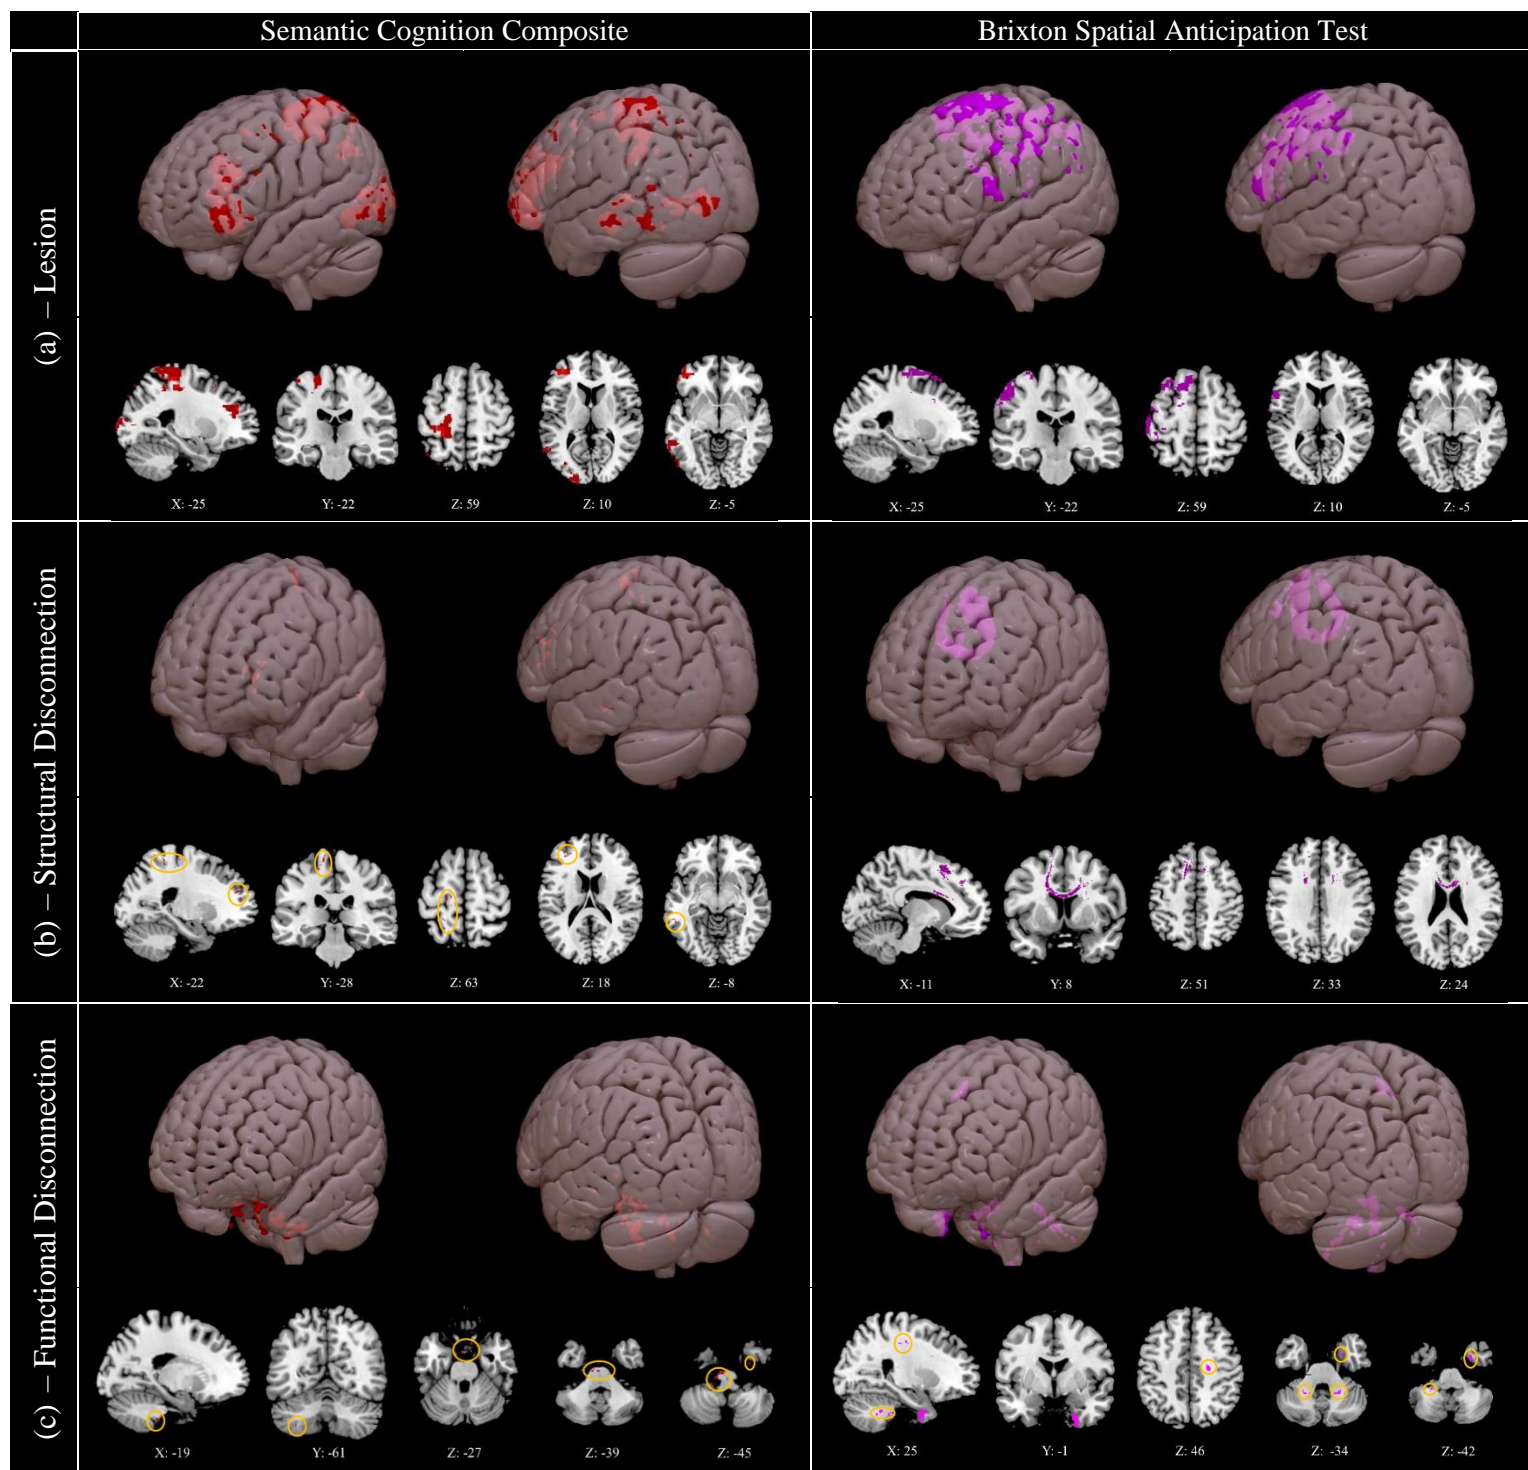 Semantic Cognition Composite
Brixton Spatial Anticipation Test
(a) – Lesion
X: -25
Y: -22
Z: 59
Z: 10
Z: -5
X: -25
Y: -22
Z: 59
Z: 10
Z: -5
(b) – Structural Disconnection
X: -22
Y: -28
Z: 63
Z: 18
Z: -8
X: -11
Y: 8
Z: 51
Z: 33
Z: 24
(c) – Functional Disconnection
X: -19
Y: -61
Z: -27
Z: -39
Z: -45
X: 25
Y: -1
Z: 46
Z: -34
Z: -42